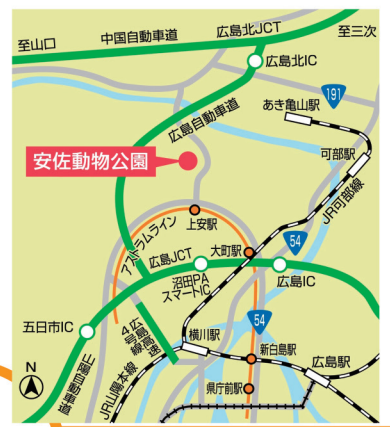 広島北JCT
至山口
中国自動車道
至三次
広島北IC
191
あき亀山駅
広島自動車道
可部駅
安佐動物公園
JR可部線
アストラムライン
上安駅
大町駅
54
広島JCT
沼田PA
スマートIC
広島IC
五日市IC
広島高速
4号線
54
横川駅
新白島駅
広島駅
山陽自動車道
JR山陽本線
県庁前駅
N